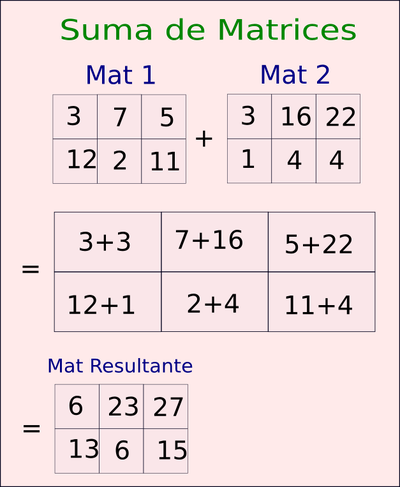 Suma de Matrices
Mat 1 Mat 2
3 7 5 3 16 22
+
12 2 11 1 4 4
3+3 7+16 5+22
=
12+1 2+4 11+4
Mat Resultante
6 23 27
=
13 6 15